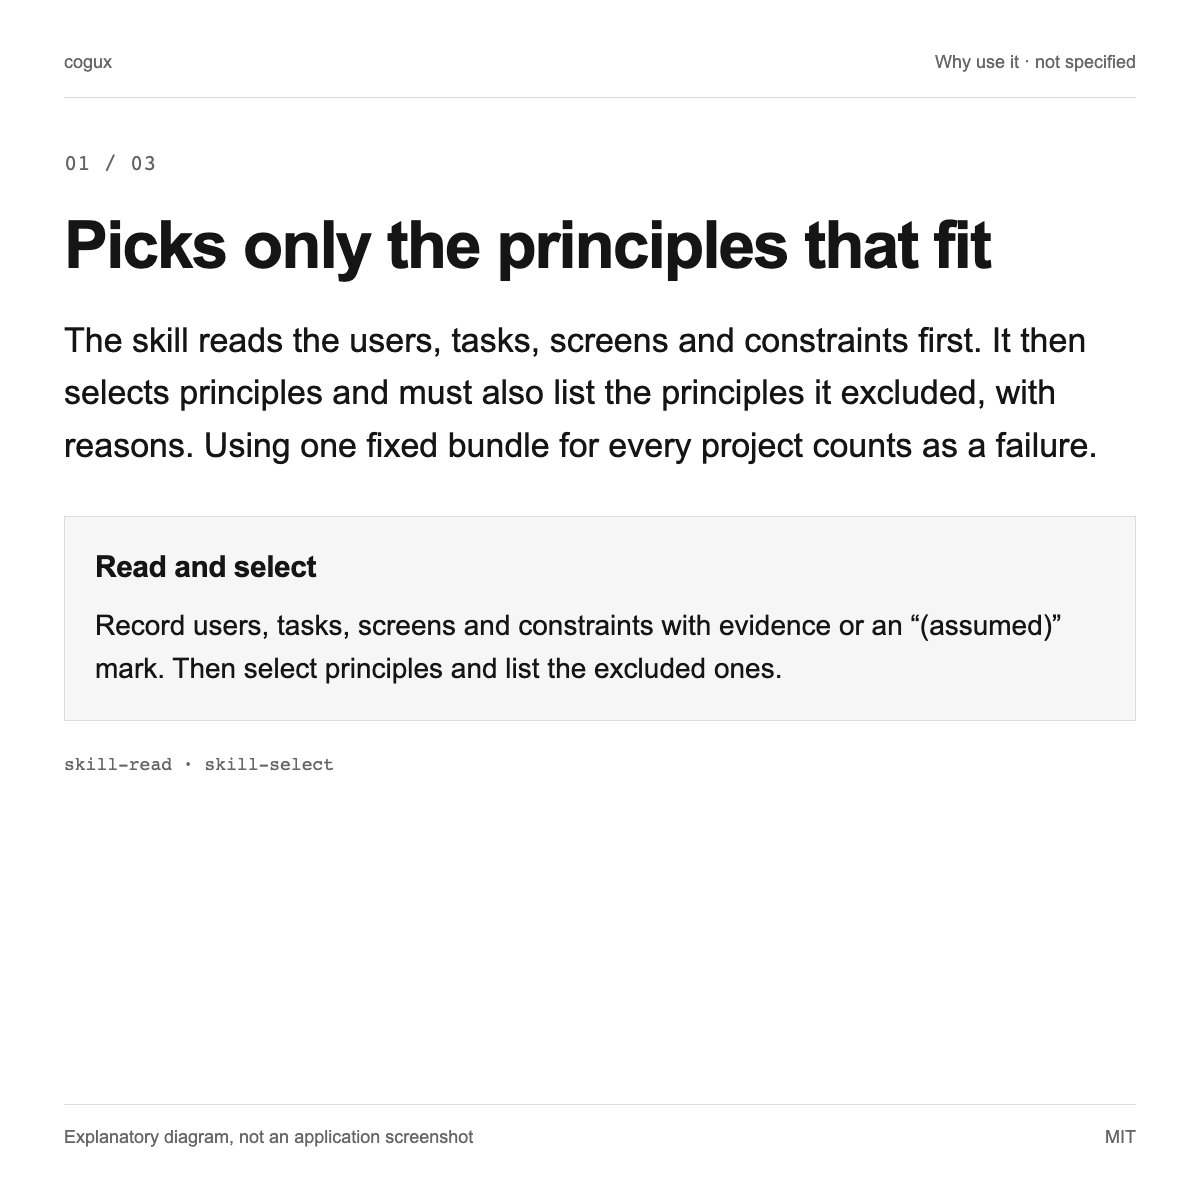 cogux
Why use it · not specified
01 / 03
Picks only the principles that fit
The skill reads the users, tasks, screens and constraints first. It then
selects principles and must also list the principles it excluded, with
reasons. Using one fixed bundle for every project counts as a failure.
Read and select
Record users, tasks, screens and constraints with evidence or an “(assumed)”
mark. Then select principles and list the excluded ones.
skill-read · skill-select
Explanatory diagram, not an application screenshot
MIT